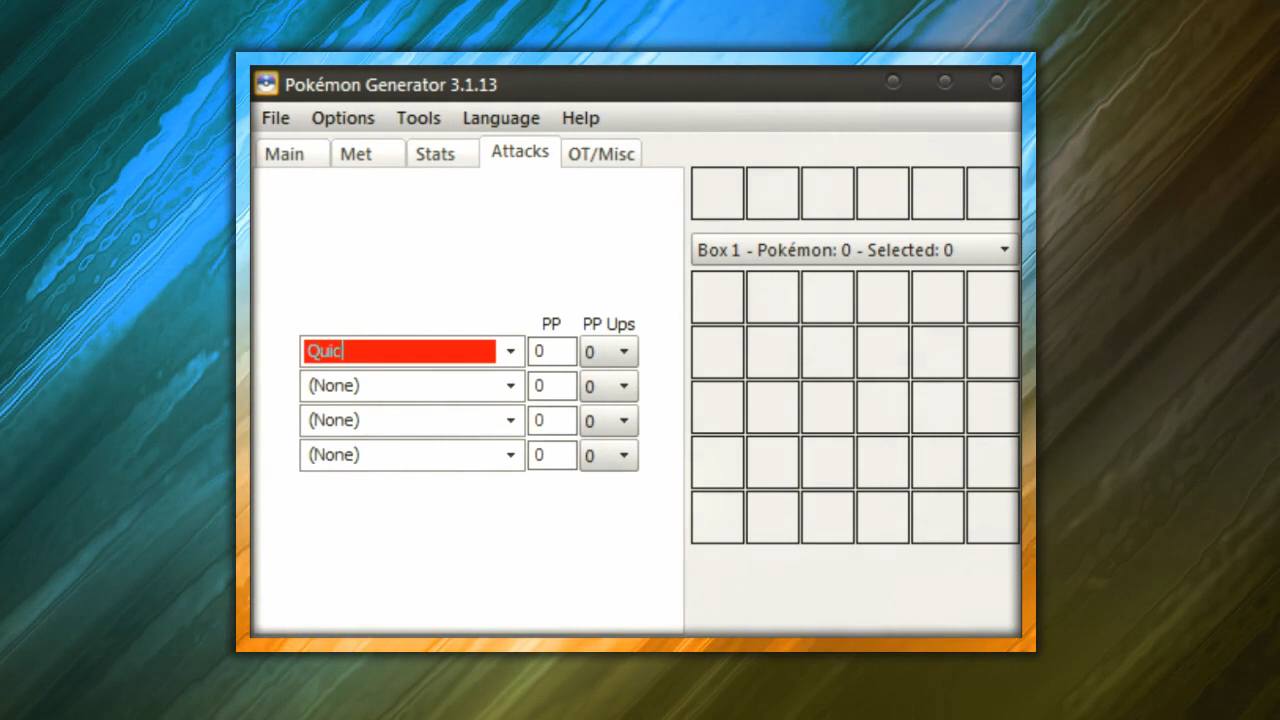 Pokémon Generator 3.1.13
File Options Tools Language Help
Main Met Stats Attacks OT/Misc
Box 1 - Pokémon: 0 - Selected: 0
PP PP Ups
Quic 0 0
(None) 0 0
(None) 0 0
(None) 0 0